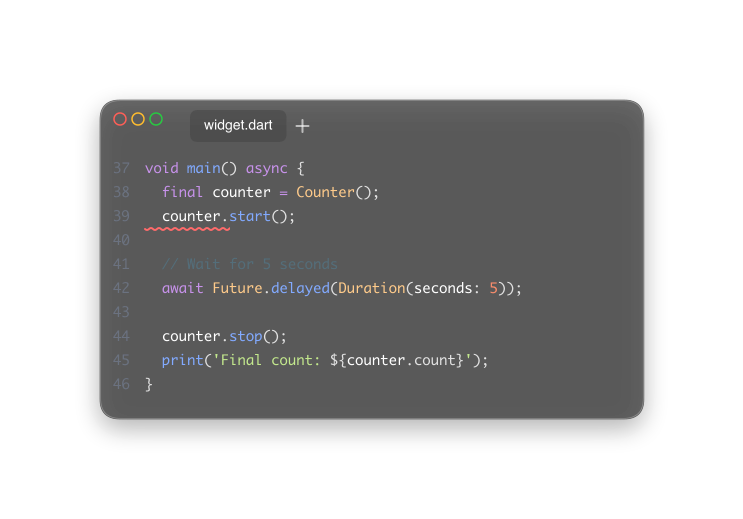 widget.dart +
37 void main() async {
38   final counter = Counter();
39   counter.start();
40
41   // Wait for 5 seconds
42   await Future.delayed(Duration(seconds: 5));
43
44   counter.stop();
45   print('Final count: ${counter.count}');
46 }